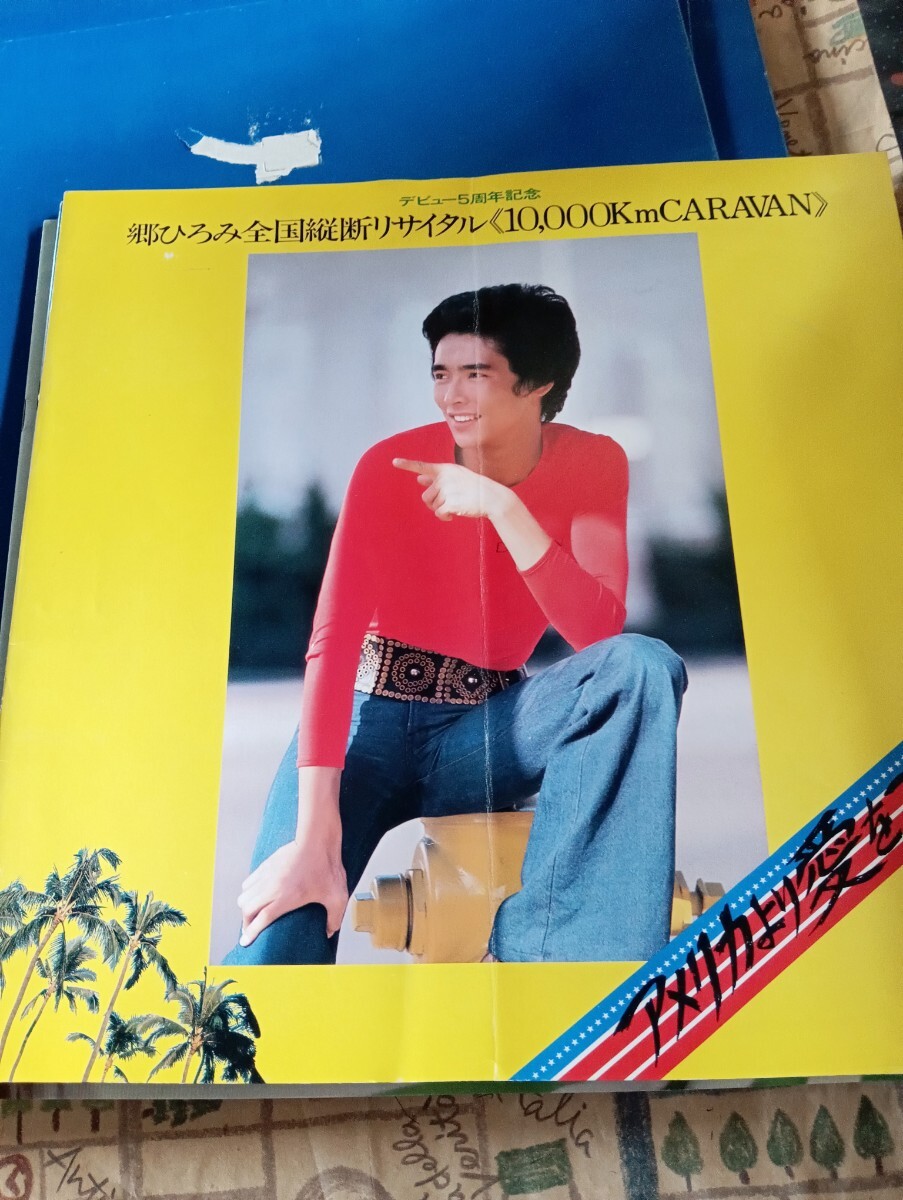 デビュー5周年記念
郷ひろみ全国縦断リサイタル《10,000KmCARAVAN》
アメリカより愛を
alia